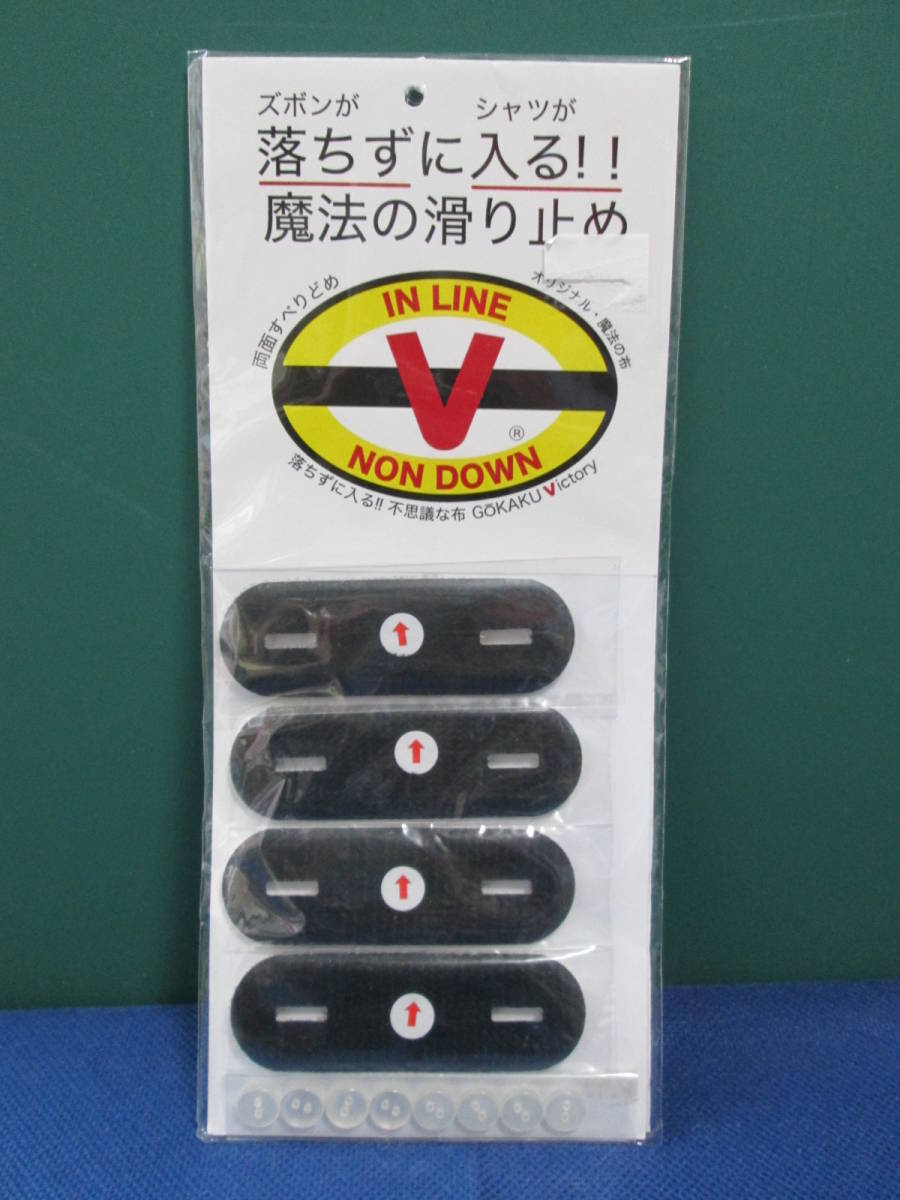 ズボンが シャツが
落ちずに入る!!
魔法の滑り止め
両面すべりどめ
オリジナル・魔法の布
IN LINE
V
®
NON DOWN
落ちずに入る!! 不思議な布 GŌKAKU Victory